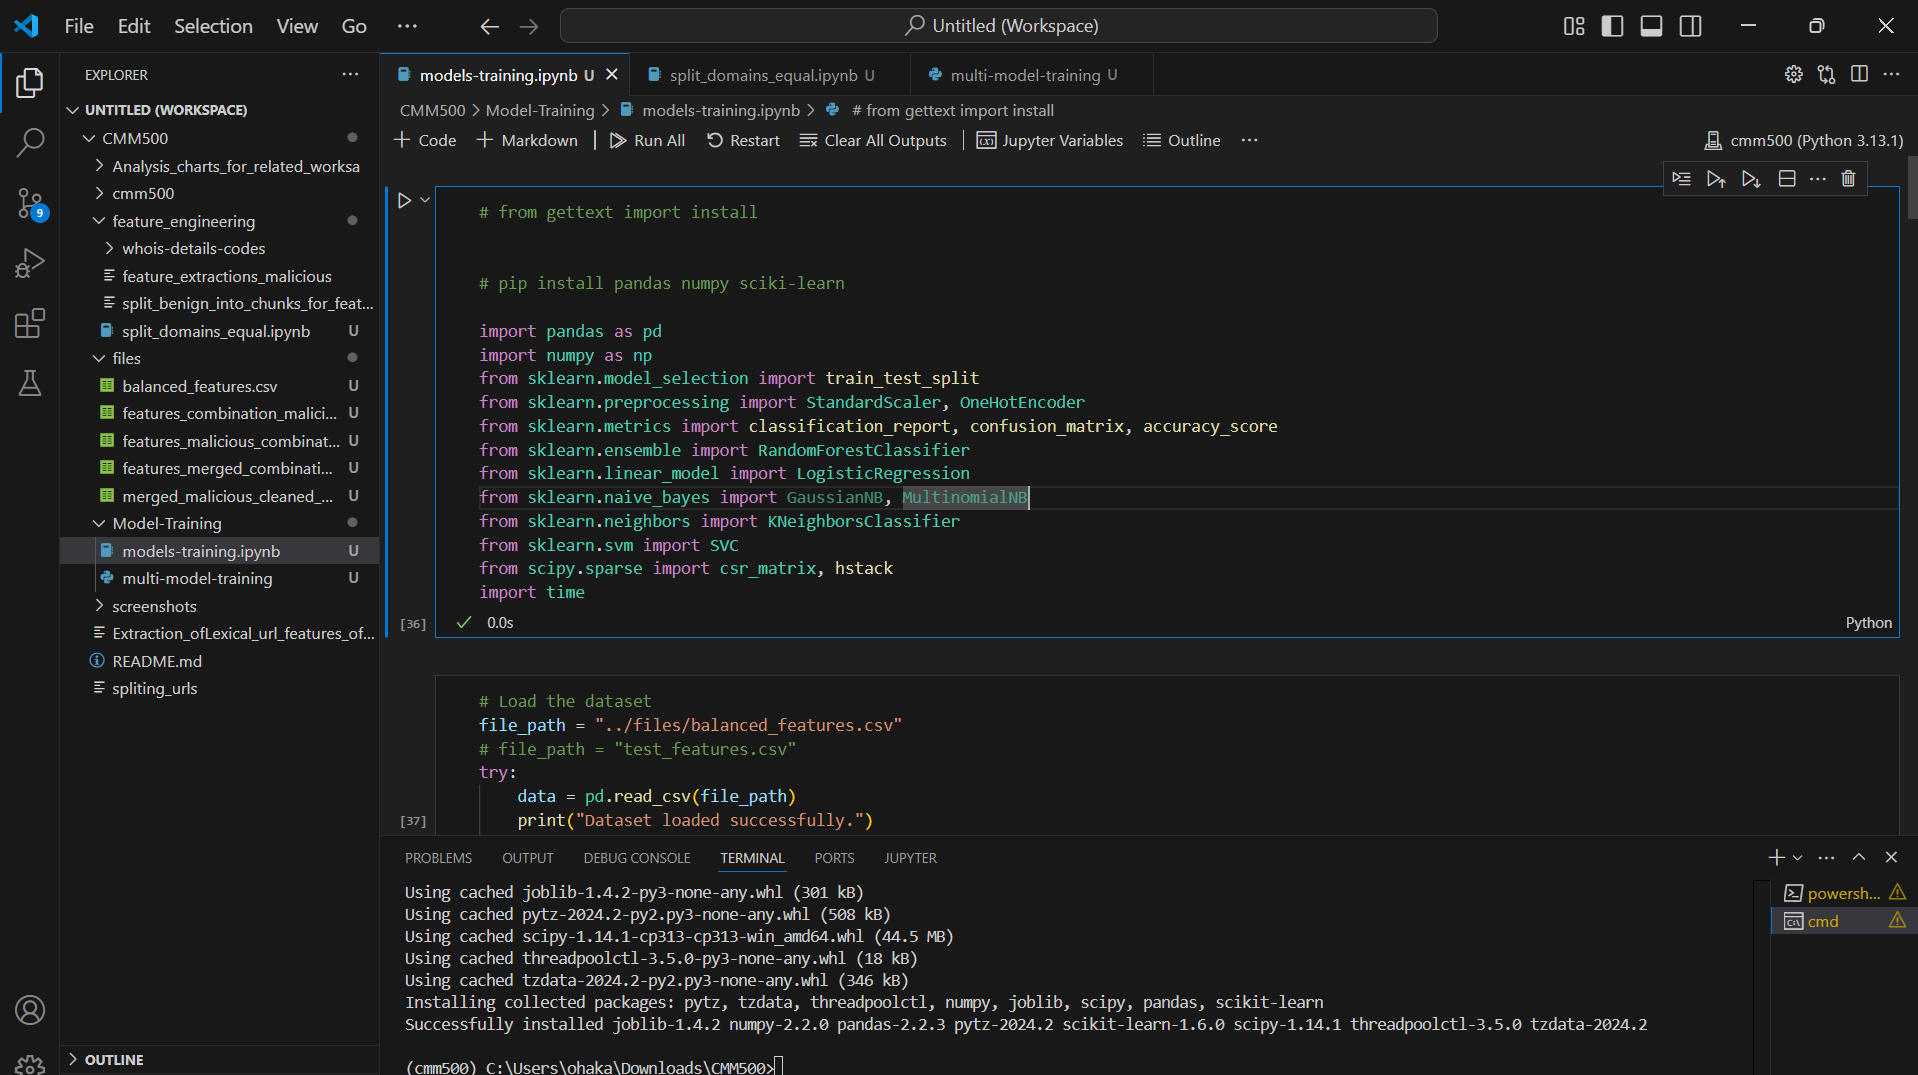 File Edit Selection View Go ··· Untitled (Workspace)
EXPLORER ···
UNTITLED (WORKSPACE)
CMM500
Analysis_charts_for_related_worksa
cmm500
feature_engineering
whois-details-codes
feature_extractions_malicious
split_benign_into_chunks_for_feat...
split_domains_equal.ipynb U
files
balanced_features.csv U
features_combination_malici... U
features_malicious_combinat... U
features_merged_combinati... U
merged_malicious_cleaned_... U
Model-Training
models-training.ipynb U
multi-model-training U
screenshots
Extraction_ofLexical_url_features_of...
README.md
spliting_urls
OUTLINE
9
models-training.ipynb U split_domains_equal.ipynb U multi-model-training U
CMM500 > Model-Training > models-training.ipynb > # from gettext import install
+ Code + Markdown | Run All Restart Clear All Outputs | Jupyter Variables Outline ··· cmm500 (Python 3.13.1)
# from gettext import install
# pip install pandas numpy sciki-learn
import pandas as pd
import numpy as np
from sklearn.model_selection import train_test_split
from sklearn.preprocessing import StandardScaler, OneHotEncoder
from sklearn.metrics import classification_report, confusion_matrix, accuracy_score
from sklearn.ensemble import RandomForestClassifier
from sklearn.linear_model import LogisticRegression
from sklearn.naive_bayes import GaussianNB, MultinomialNB
from sklearn.neighbors import KNeighborsClassifier
from sklearn.svm import SVC
from scipy.sparse import csr_matrix, hstack
import time
[36] 0.0s Python
# Load the dataset
file_path = "../files/balanced_features.csv"
# file_path = "test_features.csv"
try:
data = pd.read_csv(file_path)
print("Dataset loaded successfully.")
[37]
PROBLEMS OUTPUT DEBUG CONSOLE TERMINAL PORTS JUPYTER
Using cached joblib-1.4.2-py3-none-any.whl (301 kB)
Using cached pytz-2024.2-py2.py3-none-any.whl (508 kB)
Using cached scipy-1.14.1-cp313-cp313-win_amd64.whl (44.5 MB)
Using cached threadpoolctl-3.5.0-py3-none-any.whl (18 kB)
Using cached tzdata-2024.2-py2.py3-none-any.whl (346 kB)
Installing collected packages: pytz, tzdata, threadpoolctl, numpy, joblib, scipy, pandas, scikit-learn
Successfully installed joblib-1.4.2 numpy-2.2.0 pandas-2.2.3 pytz-2024.2 scikit-learn-1.6.0 scipy-1.14.1 threadpoolctl-3.5.0 tzdata-2024.2
(cmm500) C:\Users\ohaka\Downloads\CMM500>
powersh...
cmd